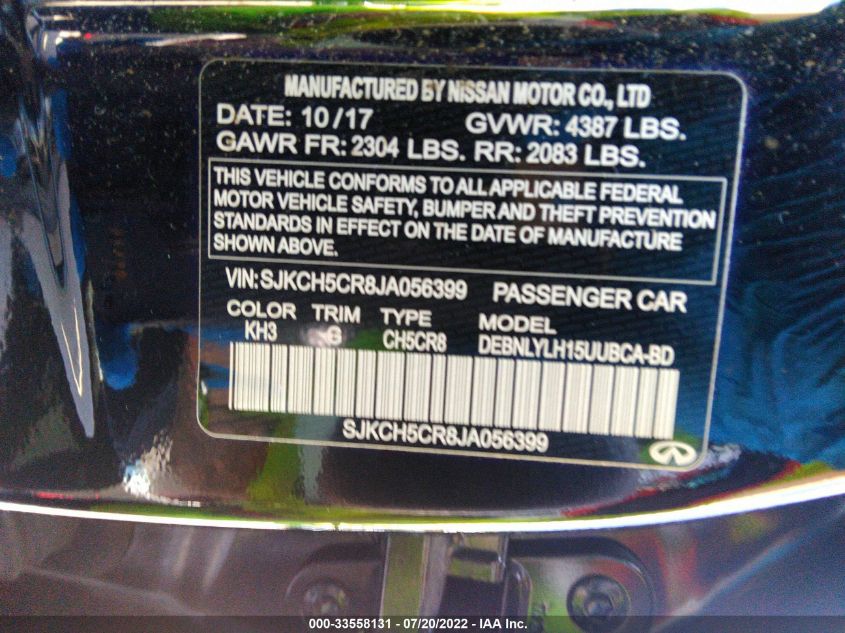 MANUFACTURED BY NISSAN MOTOR CO., LTD
DATE: 10/17 GVWR: 4387 LBS.
GAWR FR: 2304 LBS. RR: 2083 LBS.
THIS VEHICLE CONFORMS TO ALL APPLICABLE FEDERAL
MOTOR VEHICLE SAFETY, BUMPER AND THEFT PREVENTION
STANDARDS IN EFFECT ON THE DATE OF MANUFACTURE
SHOWN ABOVE.
VIN: SJKCH5CR8JA056399 PASSENGER CAR
COLOR TRIM TYPE MODEL
KH3 G CH5CR8 DEBNLYLH15UUBCA-BD
SJKCH5CR8JA056399
000-33558131 - 07/20/2022 - IAA Inc.